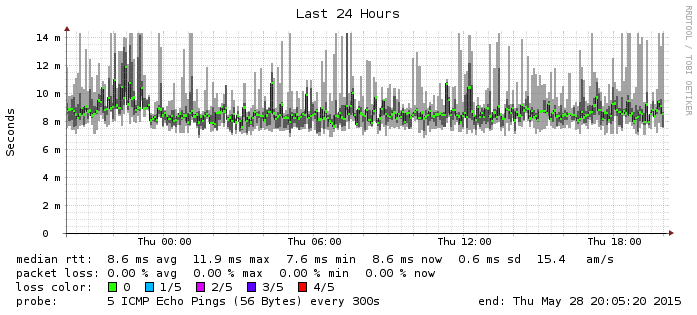 Last 24 Hours
RRDTOOL / TOBI OETIKER
Seconds
14 m
12 m
10 m
8 m
6 m
4 m
2 m
0
Thu 00:00 Thu 06:00 Thu 12:00 Thu 18:00
median rtt: 8.6 ms avg 11.9 ms max 7.6 ms min 8.6 ms now 0.6 ms sd 15.4 am/s
packet loss: 0.00 % avg 0.00 % max 0.00 % min 0.00 % now
loss color: 0 1/5 2/5 3/5 4/5
probe: 5 ICMP Echo Pings (56 Bytes) every 300s end: Thu May 28 20:05:20 2015